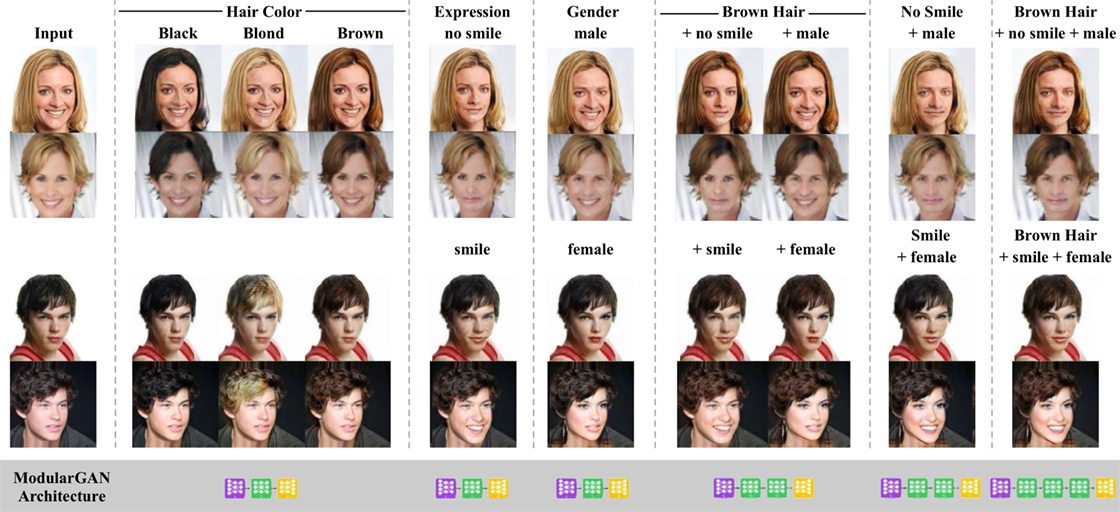 Input
Hair Color
Black Blond Brown
Expression
no smile
Gender
male
Brown Hair
+ no smile + male
No Smile
+ male
Brown Hair
+ no smile + male
smile
female
+ smile + female
Smile
+ female
Brown Hair
+ smile + female
ModularGAN
Architecture